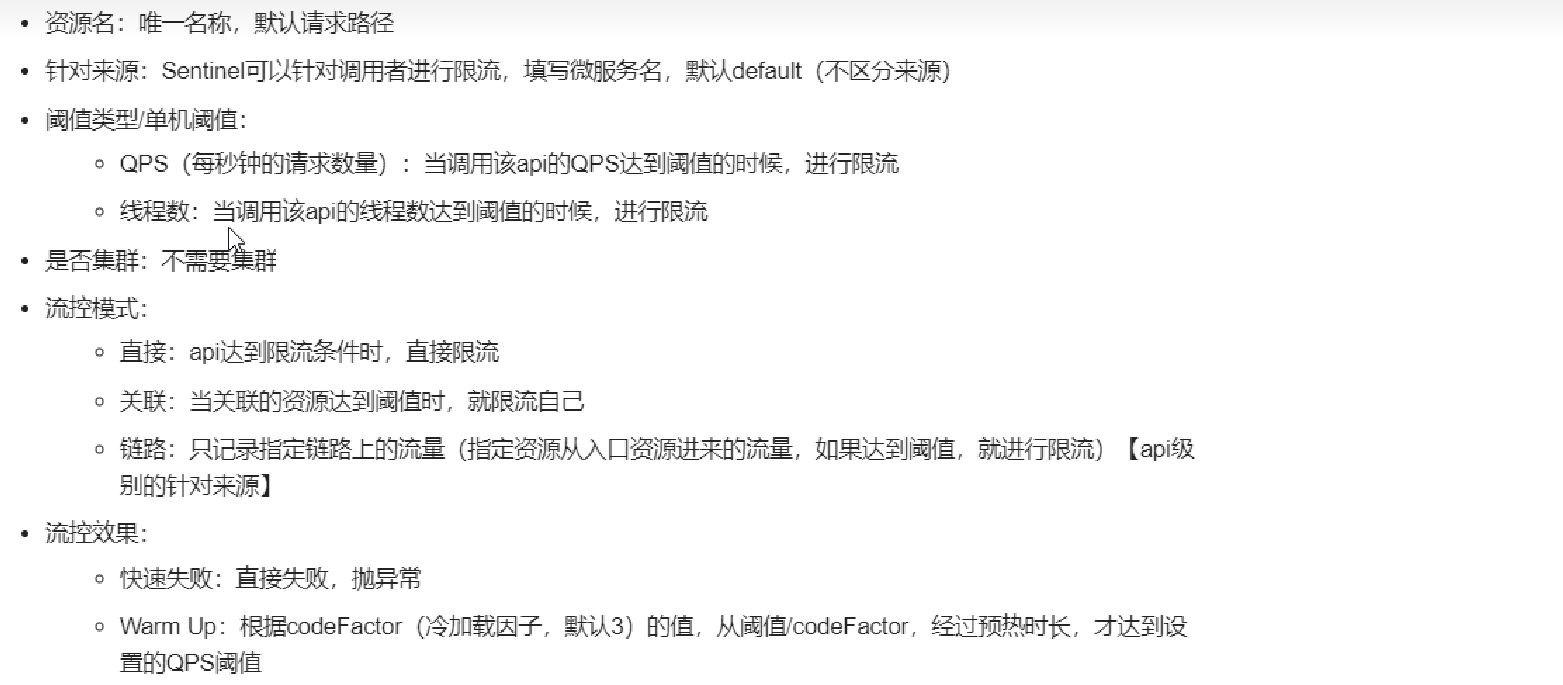 资源名：唯一名称，默认请求路径
针对来源：Sentinel可以针对调用者进行限流，填写微服务名，默认default（不区分来源）
阈值类型/单机阈值：
QPS（每秒钟的请求数量）：当调用该api的QPS达到阈值的时候，进行限流
线程数：当调用该api的线程数达到阈值的时候，进行限流
是否集群：不需要集群
流控模式：
直接：api达到限流条件时，直接限流
关联：当关联的资源达到阈值时，就限流自己
链路：只记录指定链路上的流量（指定资源从入口资源进来的流量，如果达到阈值，就进行限流）【api级
别的针对来源】
流控效果：
快速失败：直接失败，抛异常
Warm Up：根据codeFactor（冷加载因子，默认3）的值，从阈值/codeFactor，经过预热时长，才达到设
置的QPS阈值